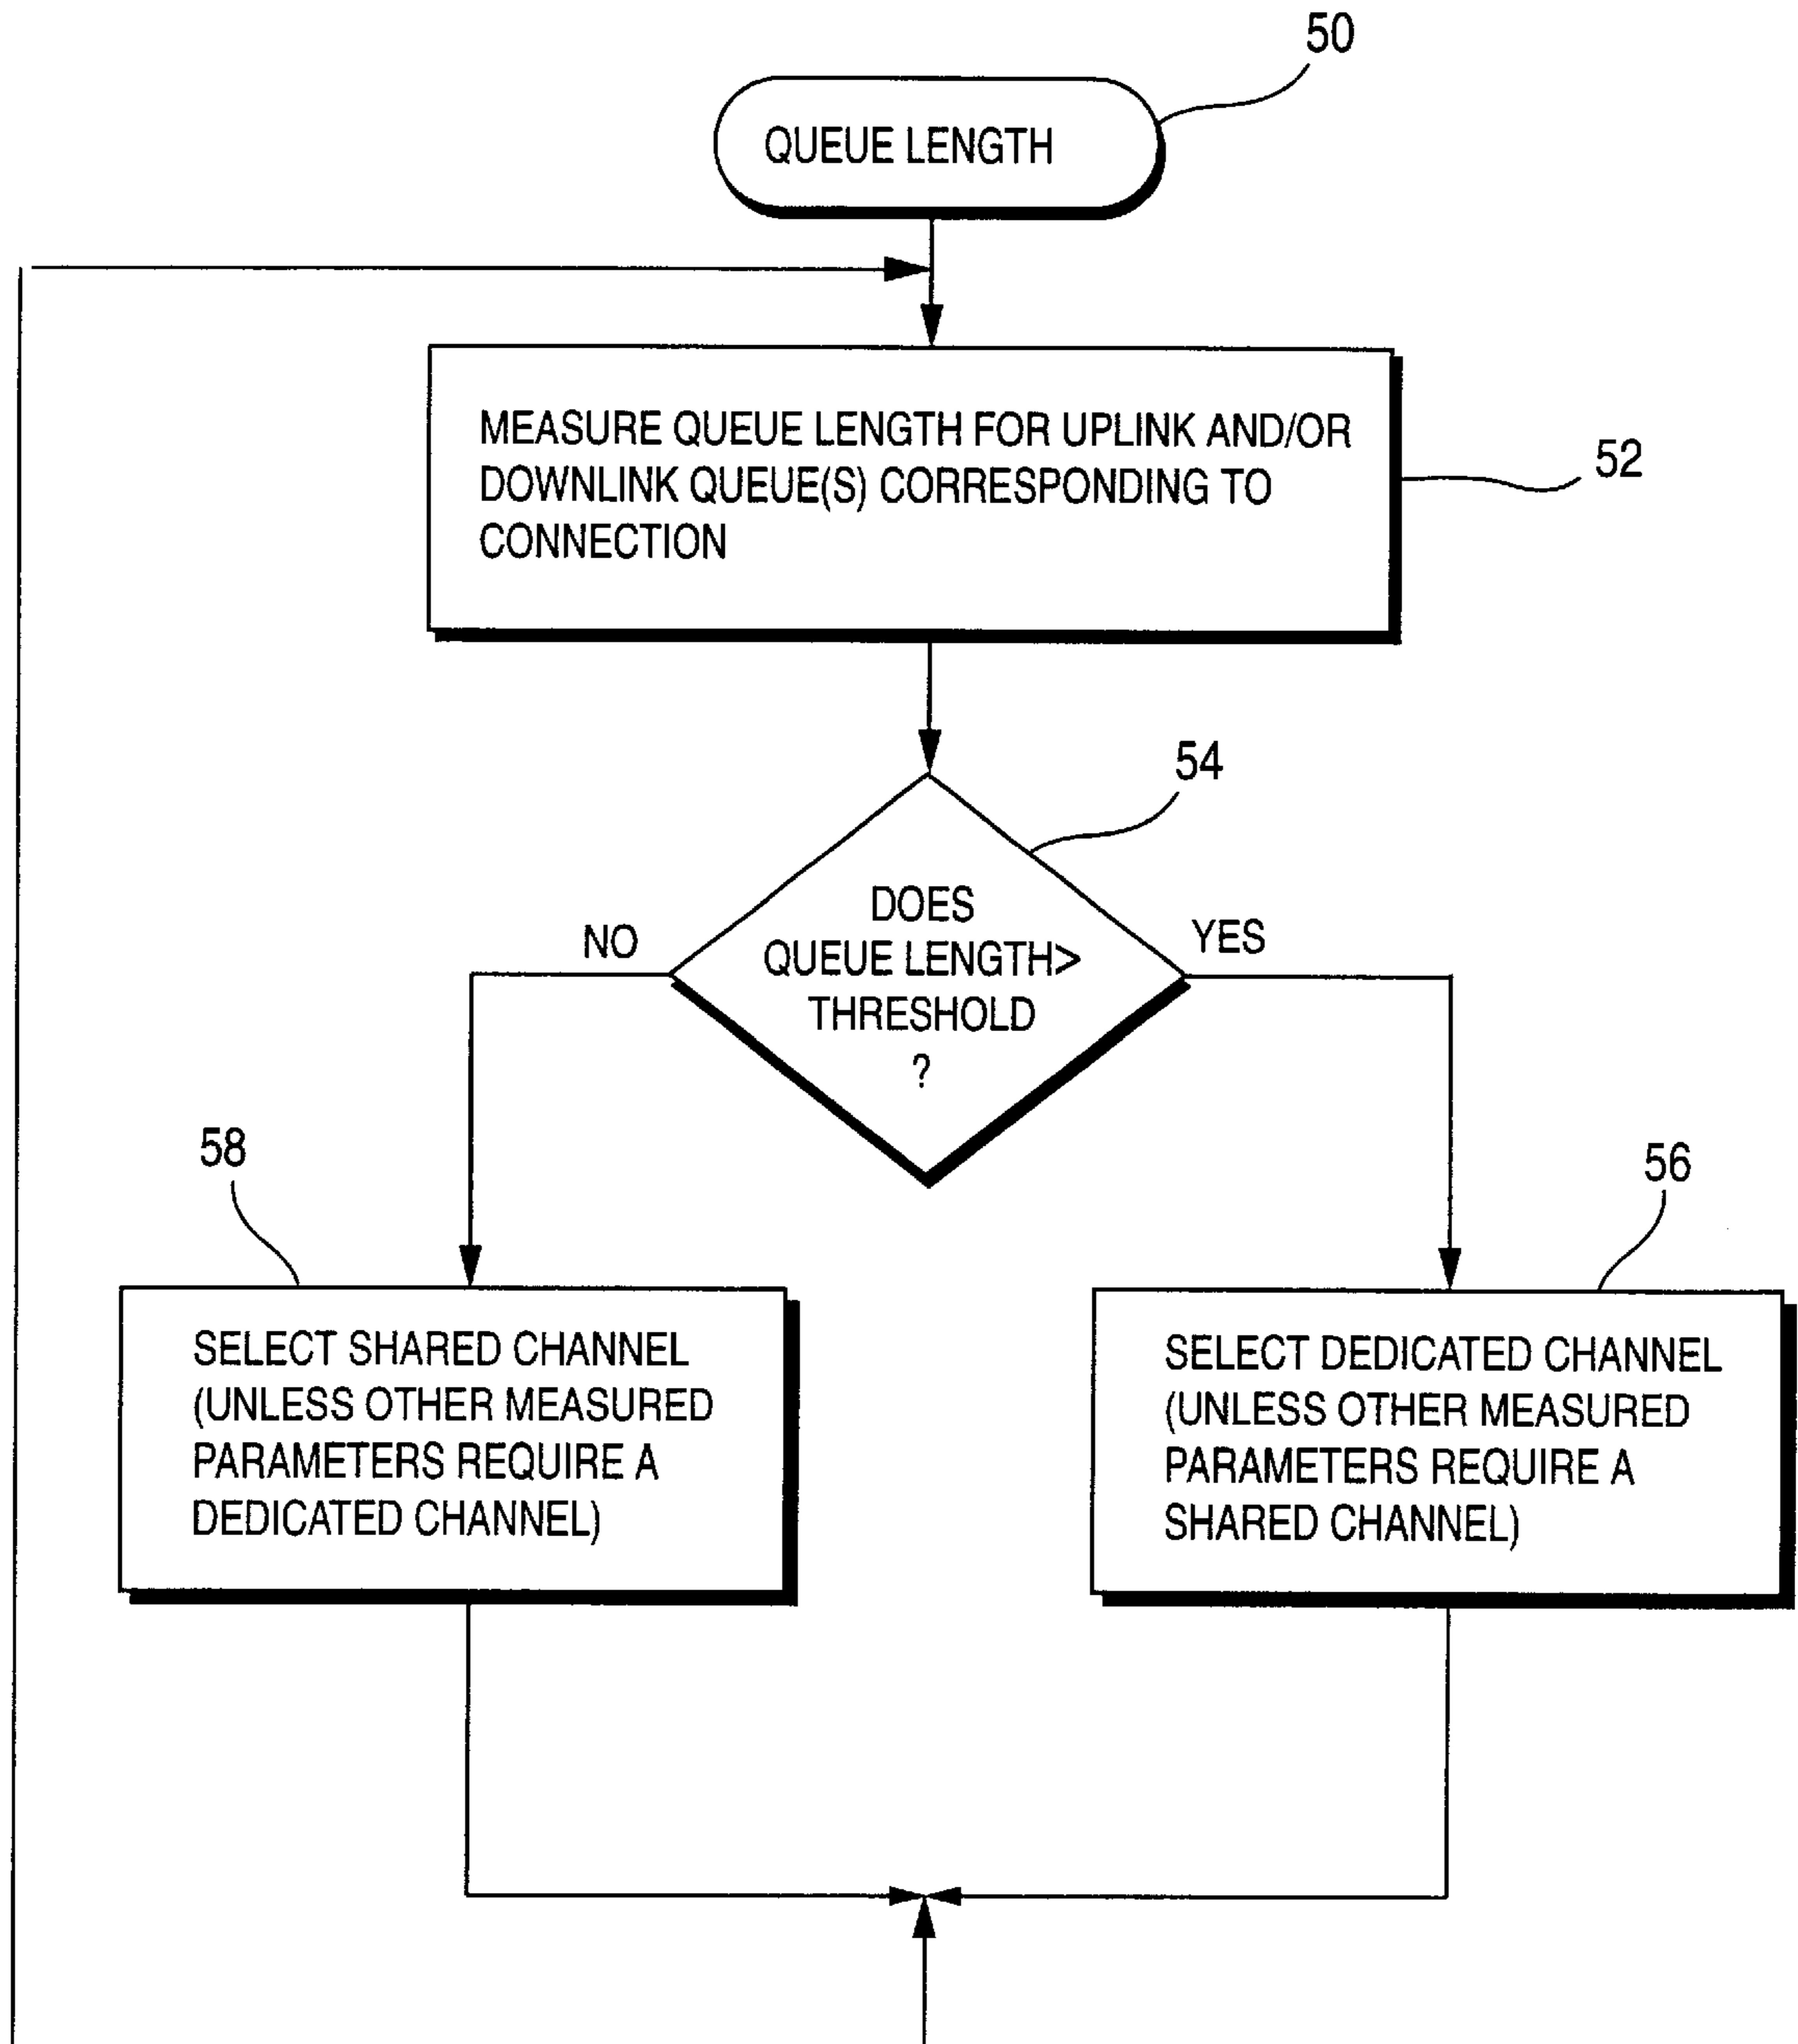 50
QUEUE LENGTH
MEASURE QUEUE LENGTH FOR UPLINK AND/OR
DOWNLINK QUEUE(S) CORRESPONDING TO
CONNECTION
52
54
DOES
QUEUE LENGTH>
THRESHOLD
?
NO
YES
58
56
SELECT SHARED CHANNEL
(UNLESS OTHER MEASURED
PARAMETERS REQUIRE A
DEDICATED CHANNEL)
SELECT DEDICATED CHANNEL
(UNLESS OTHER MEASURED
PARAMETERS REQUIRE A
SHARED CHANNEL)